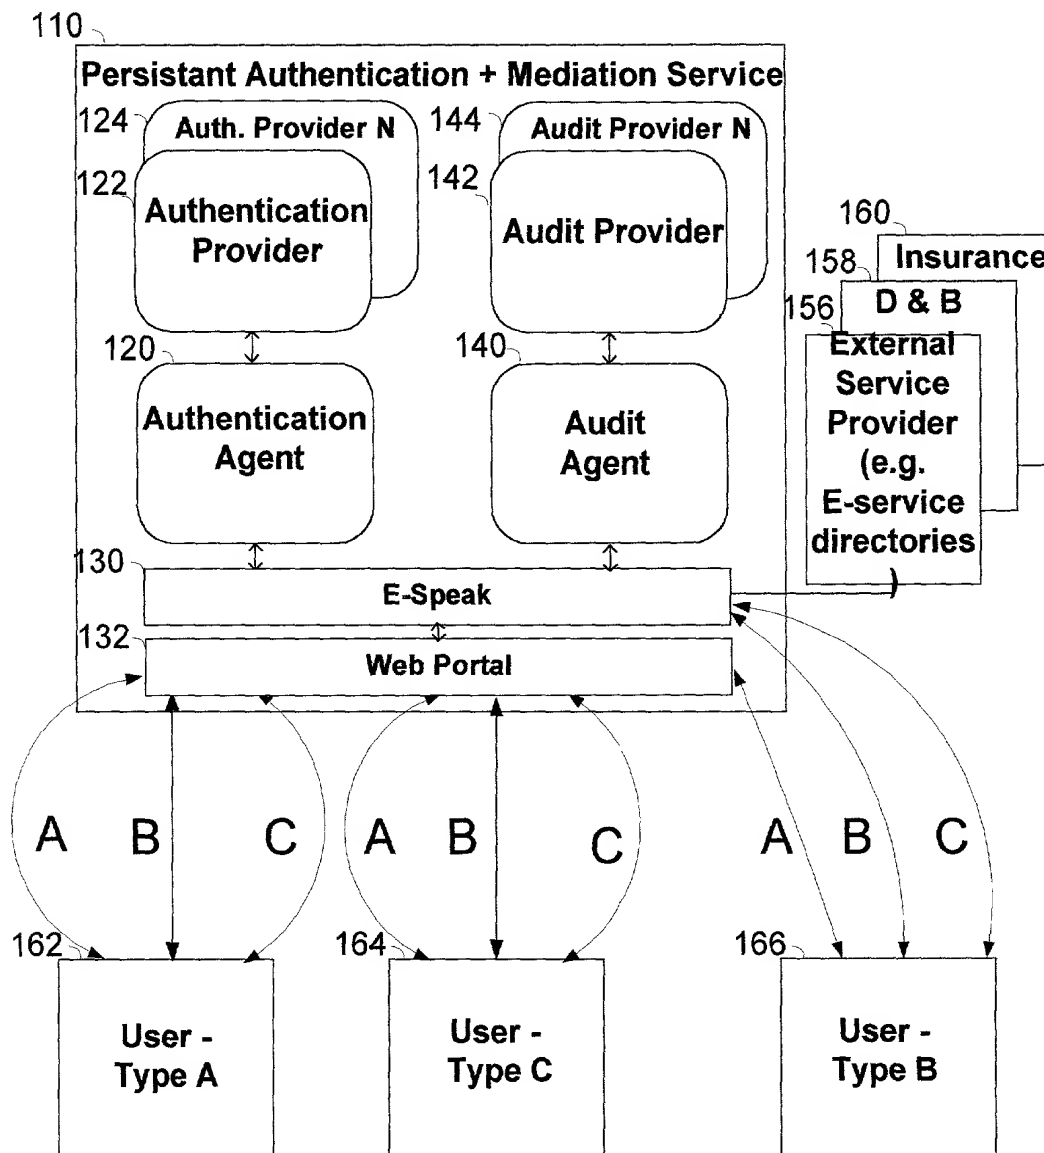 110
Persistant Authentication + Mediation Service
124
Auth. Provider N
144
Audit Provider N
122
Authentication
Provider
142
Audit Provider
160
Insurance
158
D & B
156
External
Service
Provider
(e.g.
E-service
directories
)
120
Authentication
Agent
140
Audit
Agent
130
E-Speak
132
Web Portal
A
B
C
A
B
C
A
B
C
162
User -
Type A
164
User -
Type C
166
User -
Type B